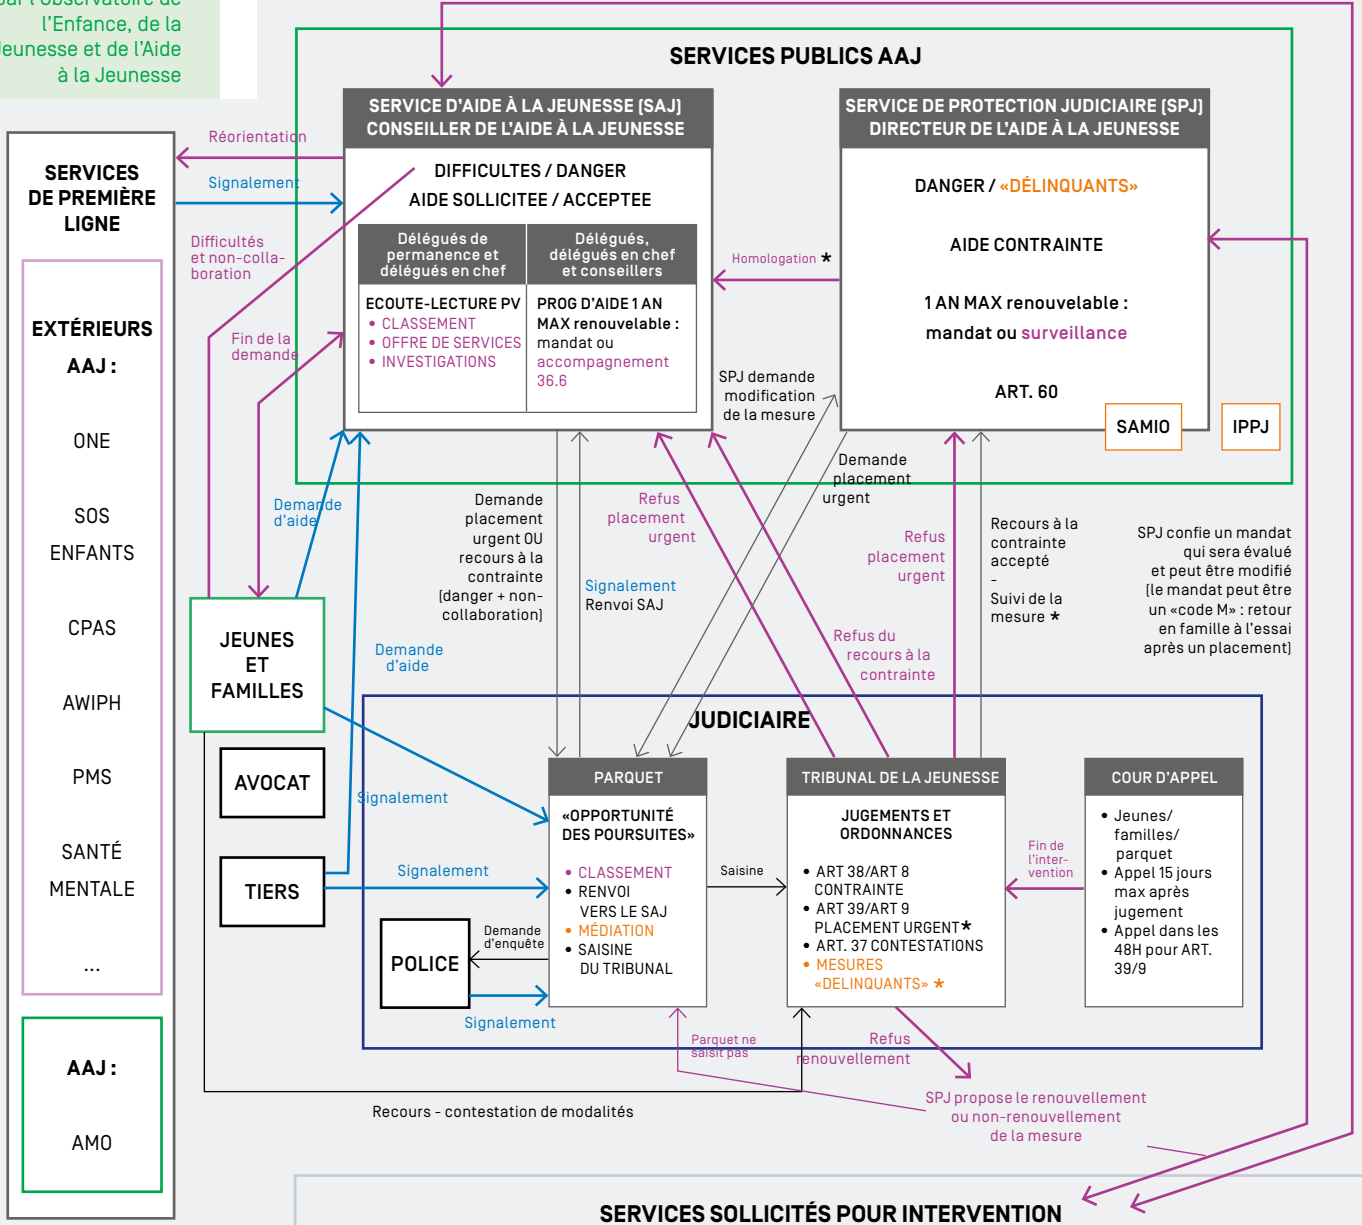 par l'Observatoire de
l'Enfance, de la
Jeunesse et de l'Aide
à la Jeunesse
SERVICES PUBLICS AAJ
SERVICES
DE PREMIÈRE
LIGNE
EXTÉRIEURS
AAJ :
ONE
SOS
ENFANTS
CPAS
AWIPH
PMS
SANTÉ
MENTALE
...
AAJ :
AMO
Réorientation
Signalement
Difficultés
et non-colla-
boration
Fin de la
demande
SERVICE D'AIDE À LA JEUNESSE (SAJ)
CONSEILLER DE L'AIDE À LA JEUNESSE
DIFFICULTES / DANGER
AIDE SOLLICITEE / ACCEPTEE
Délégués de
permanence et
délégués en chef
ECOUTE-LECTURE PV
• CLASSEMENT
• OFFRE DE SERVICES
• INVESTIGATIONS
Délégués,
délégués en chef
et conseillers
PROG D'AIDE 1 AN
MAX renouvelable :
mandat ou
accompagnement
36.6
Homologation *
SERVICE DE PROTECTION JUDICIAIRE (SPJ)
DIRECTEUR DE L'AIDE À LA JEUNESSE
DANGER / «DÉLINQUANTS»
AIDE CONTRAINTE
1 AN MAX renouvelable :
mandat ou surveillance
ART. 60
SAMIO
IPPJ
SPJ demande
modification
de la mesure
Demande
placement
urgent
Demande
d'aide
Demande
placement
urgent OU
recours à la
contrainte
(danger + non-
collaboration)
Refus
placement
urgent
Signalement
Renvoi SAJ
Refus
placement
urgent
Recours à la
contrainte
accepté
-
Suivi de la
mesure *
SPJ confie un mandat
qui sera évalué
et peut être modifié
(le mandat peut être
un «code M» : retour
en famille à l'essai
après un placement)
Refus du
recours à la
contrainte
JEUNES
ET
FAMILLES
Demande
d'aide
AVOCAT
TIERS
Signalement
Signalement
JUDICIAIRE
POLICE
Demande
d'enquête
Signalement
PARQUET
«OPPORTUNITÉ
DES POURSUITES»
• CLASSEMENT
• RENVOI
VERS LE SAJ
• MÉDIATION
• SAISINE
DU TRIBUNAL
Saisine
TRIBUNAL DE LA JEUNESSE
JUGEMENTS ET
ORDONNANCES
• ART 38/ART 8
CONTRAINTE
• ART 39/ART 9
PLACEMENT URGENT*
• ART. 37 CONTESTATIONS
• MESURES
«DELINQUANTS» *
Fin de
l'inter-
vention
COUR D'APPEL
• Jeunes/
familles/
parquet
• Appel 15 jours
max après
jugement
• Appel dans les
48H pour ART.
39/9
Parquet ne
saisit pas
Refus
renouvellement
Recours - contestation de modalités
SPJ propose le renouvellement
ou non-renouvellement
de la mesure
SERVICES SOLLICITÉS POUR INTERVENTION